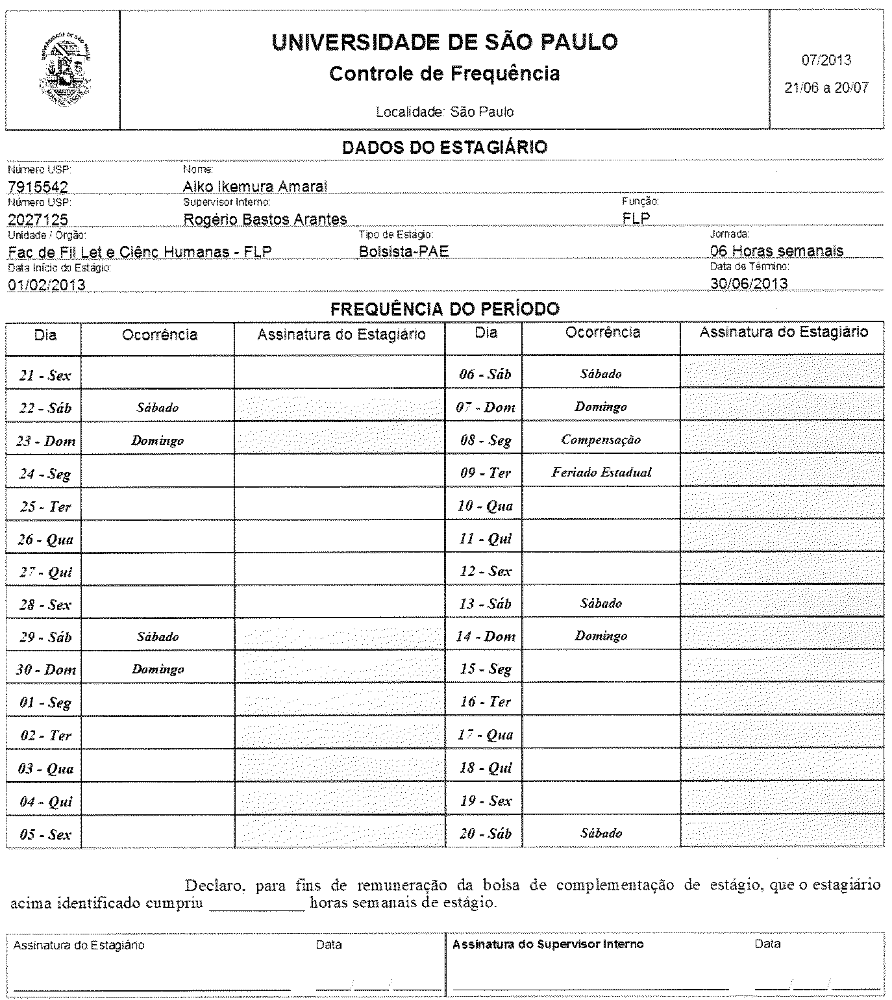 UNIVERSIDADE DE SÃO PAULO
Controle de Frequência
Localidade: São Paulo
07/2013
21/06 a 20/07
DADOS DO ESTAGIÁRIO
Número USP: Nome:
7915542 Aiko Ikemura Amaral
Número USP: Supervisor Interno: Função:
2027125 Rogério Bastos Arantes FLP
Unidade / Órgão: Tipo de Estágio: Jornada:
Fac de Fil Let e Ciênc Humanas - FLP Bolsista-PAE 06 Horas semanais
Data Início do Estágio: Data de Término:
01/02/2013 30/06/2013
FREQUÊNCIA DO PERÍODO
Dia Ocorrência Assinatura do Estagiário Dia Ocorrência Assinatura do Estagiário
21 - Sex 06 - Sáb Sábado
22 - Sáb Sábado 07 - Dom Domingo
23 - Dom Domingo 08 - Seg Compensação
24 - Seg 09 - Ter Feriado Estadual
25 - Ter 10 - Qua
26 - Qua 11 - Qui
27 - Qui 12 - Sex
28 - Sex 13 - Sáb Sábado
29 - Sáb Sábado 14 - Dom Domingo
30 - Dom Domingo 15 - Seg
01 - Seg 16 - Ter
02 - Ter 17 - Qua
03 - Qua 18 - Qui
04 - Qui 19 - Sex
05 - Sex 20 - Sáb Sábado
Declaro, para fins de remuneração da bolsa de complementação de estágio, que o estagiário
acima identificado cumpriu ____________ horas semanais de estágio.
Assinatura do Estagiário Data Assinatura do Supervisor Interno Data
____/____/______ ____/____/______